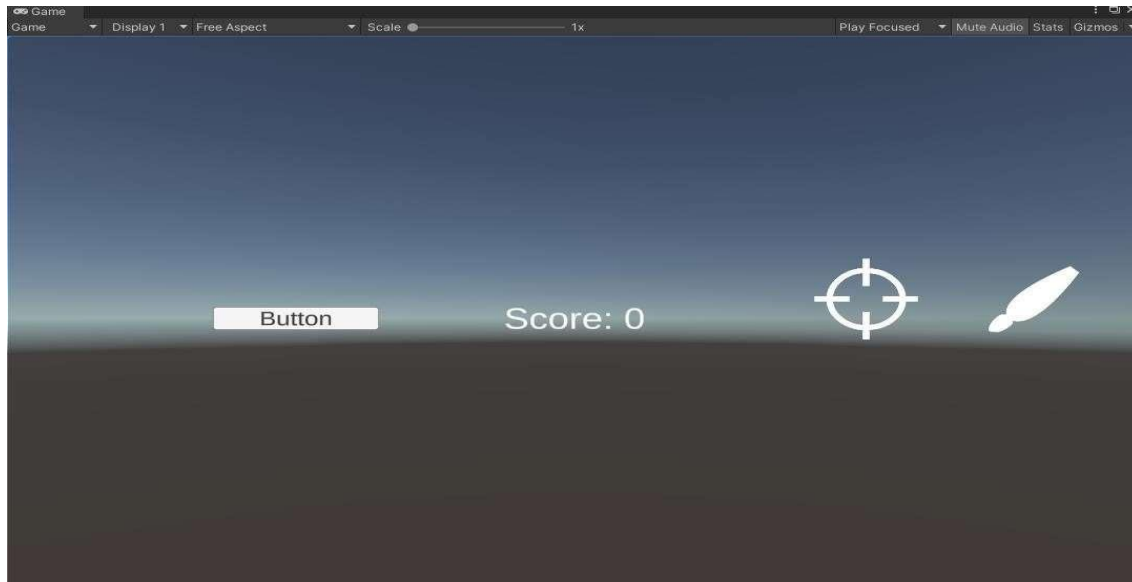 Game
Game Display 1 Free Aspect Scale 1x Play Focused Mute Audio Stats Gizmos
Button Score: 0